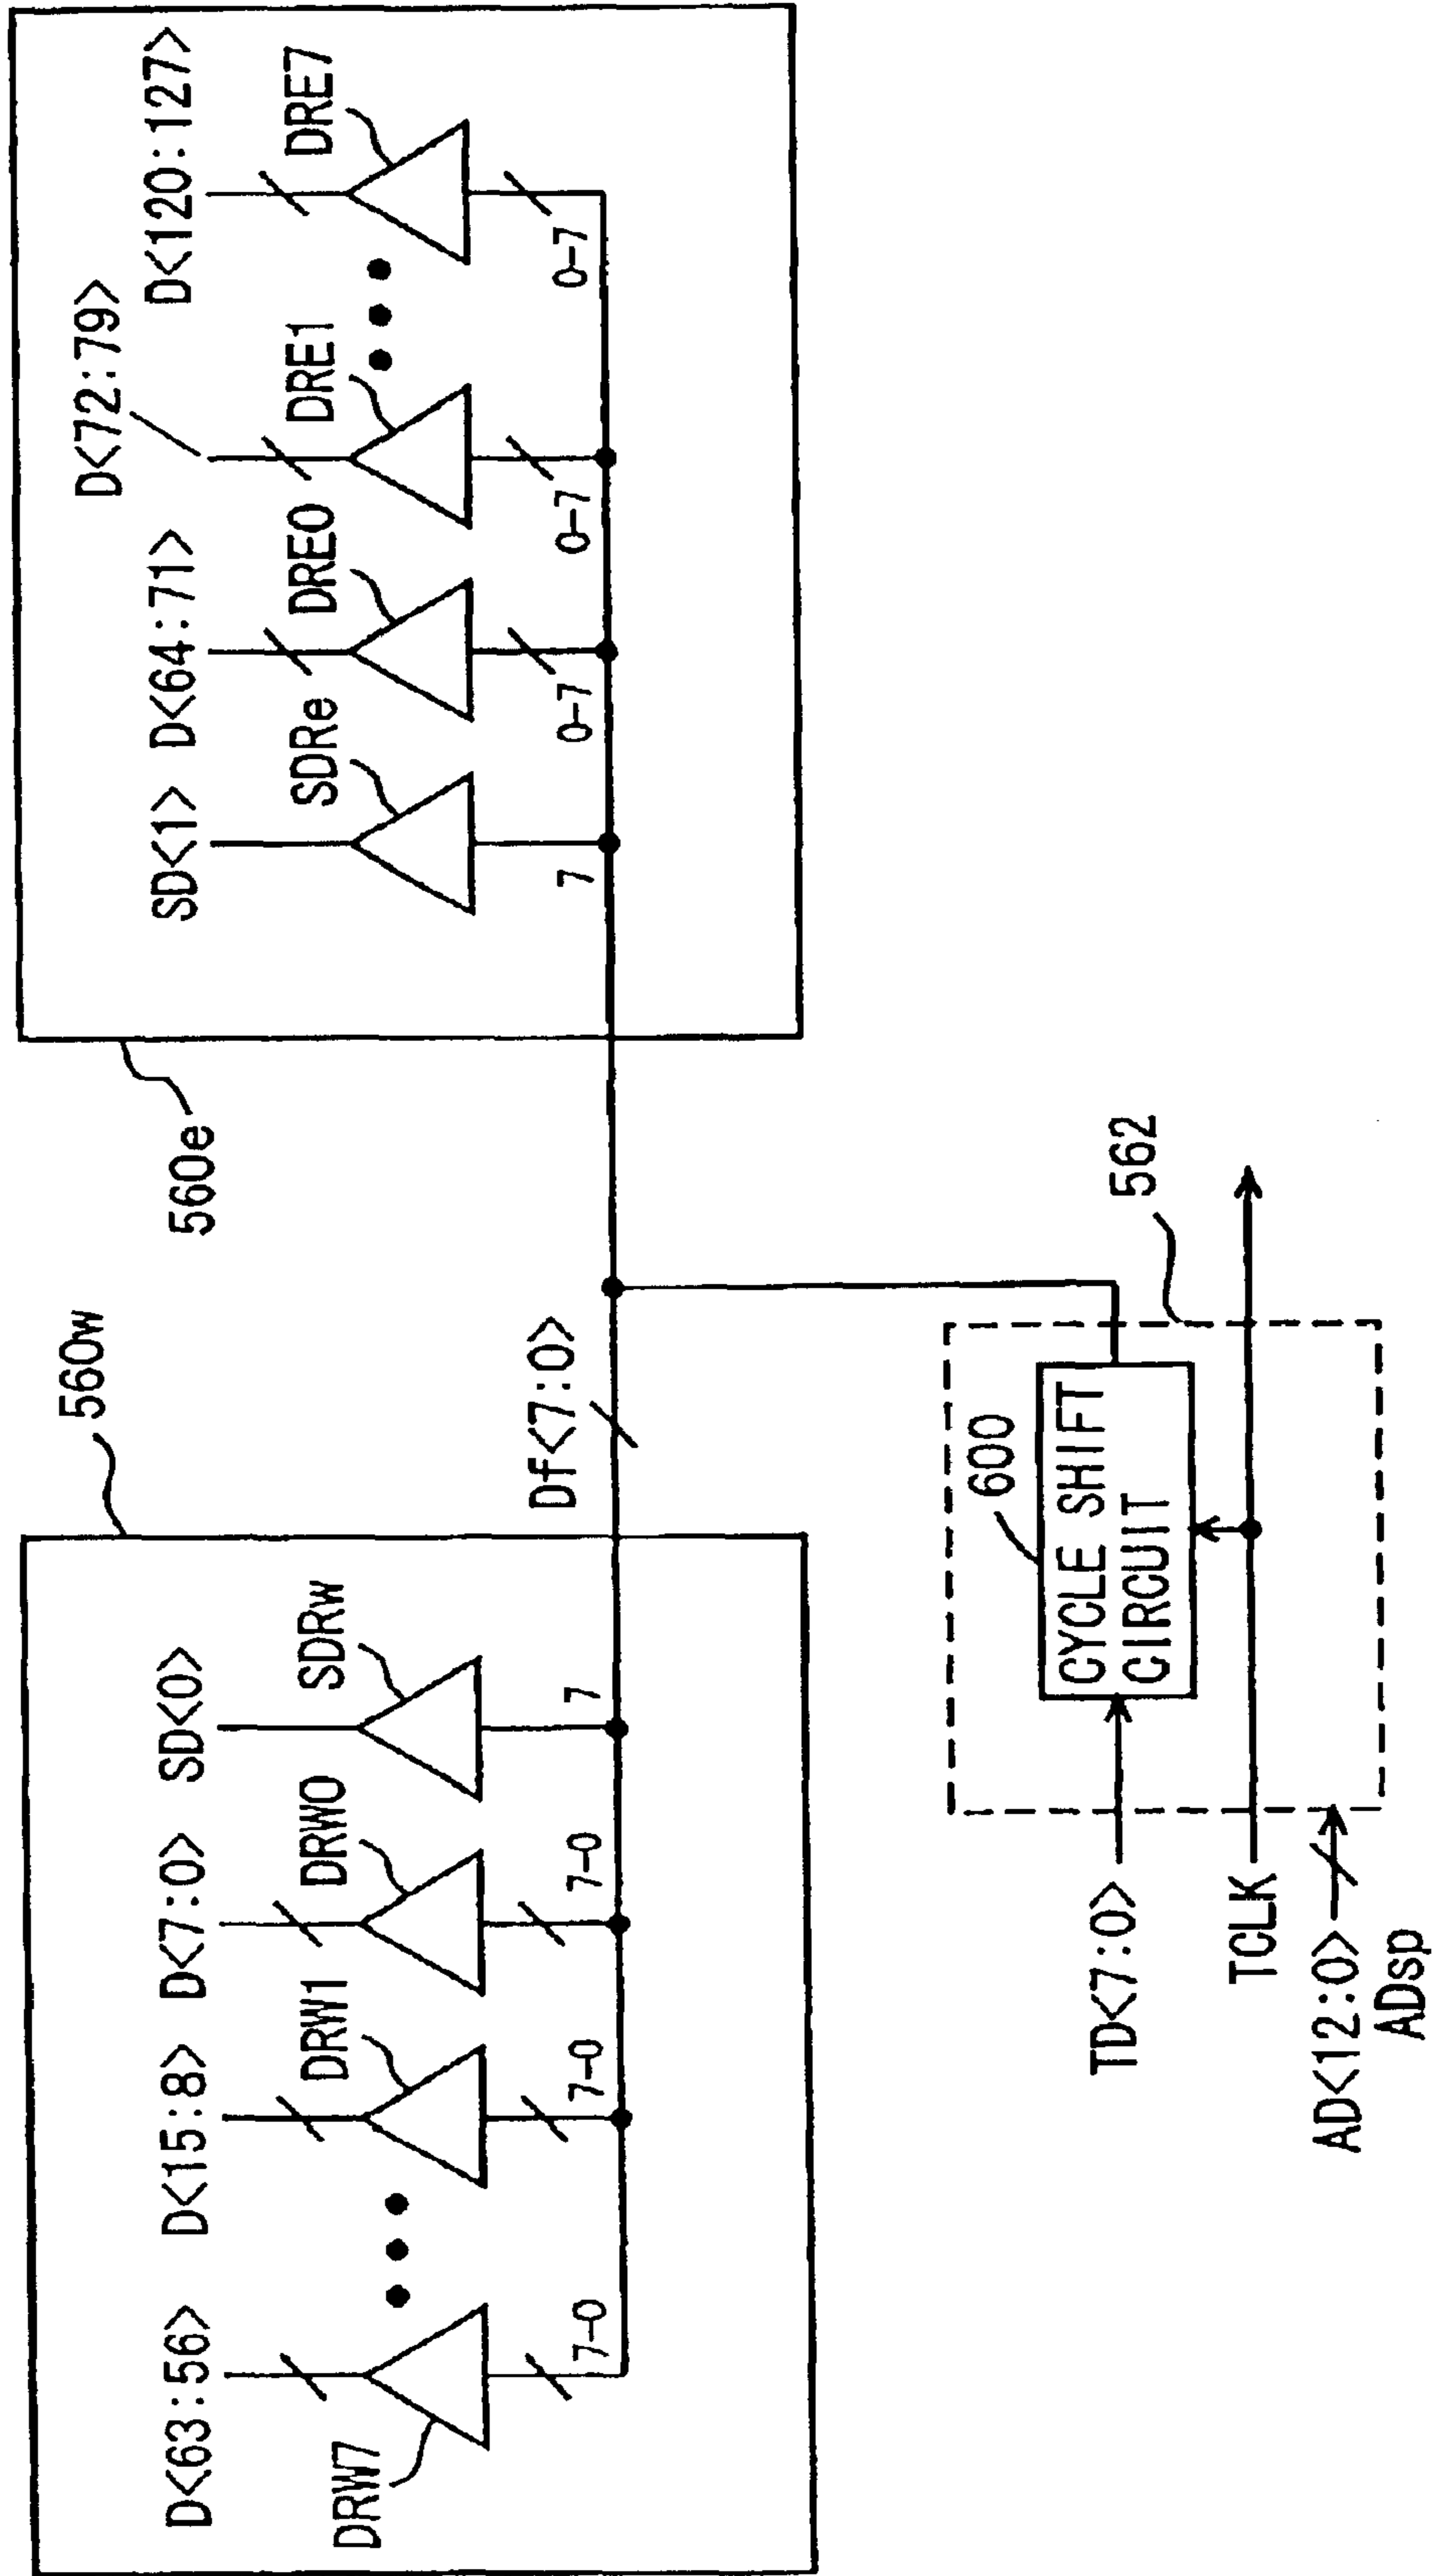 560w
D<63:56>
D<15:8>
D<7:0>
SD<0>
DRW7
DRW1
DRW0
SDRw
7-0
7-0
7-0
7
Df<7:0>
560e
SD<1>
D<64:71>
D<72:79>
D<120:127>
SDRe
DRE0
DRE1
DRE7
7
0-7
0-7
0-7
562
600
CYCLE SHIFT
CIRCUIT
TD<7:0>
TCLK
AD<12:0>
ADsp